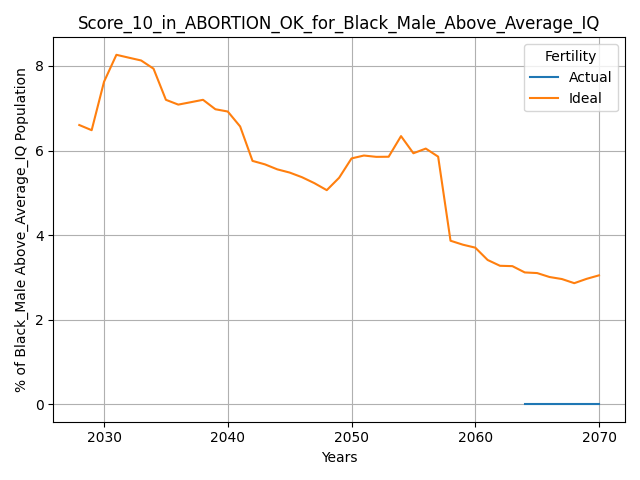 Score_10_in_ABORTION_OK_for_Black_Male_Above_Average_IQ
% of Black_Male Above_Average_IQ Population
8
6
4
2
0
Fertility
Actual
Ideal
2030 2040 2050 2060 2070
Years